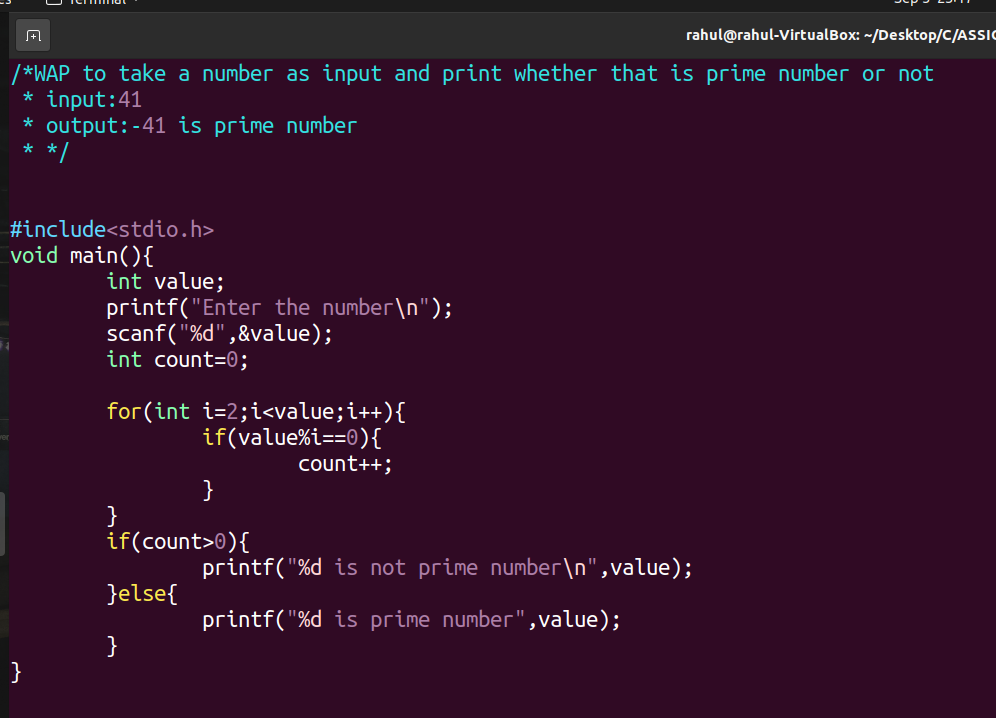 Terminal
rahul@rahul-VirtualBox: ~/Desktop/C/ASSIG
/*WAP to take a number as input and print whether that is prime number or not
* input:41
* output:-41 is prime number
* */
#include<stdio.h>
void main(){
int value;
printf("Enter the number\n");
scanf("%d",&value);
int count=0;
for(int i=2;i<value;i++){
if(value%i==0){
count++;
}
}
if(count>0){
printf("%d is not prime number\n",value);
}else{
printf("%d is prime number",value);
}
}